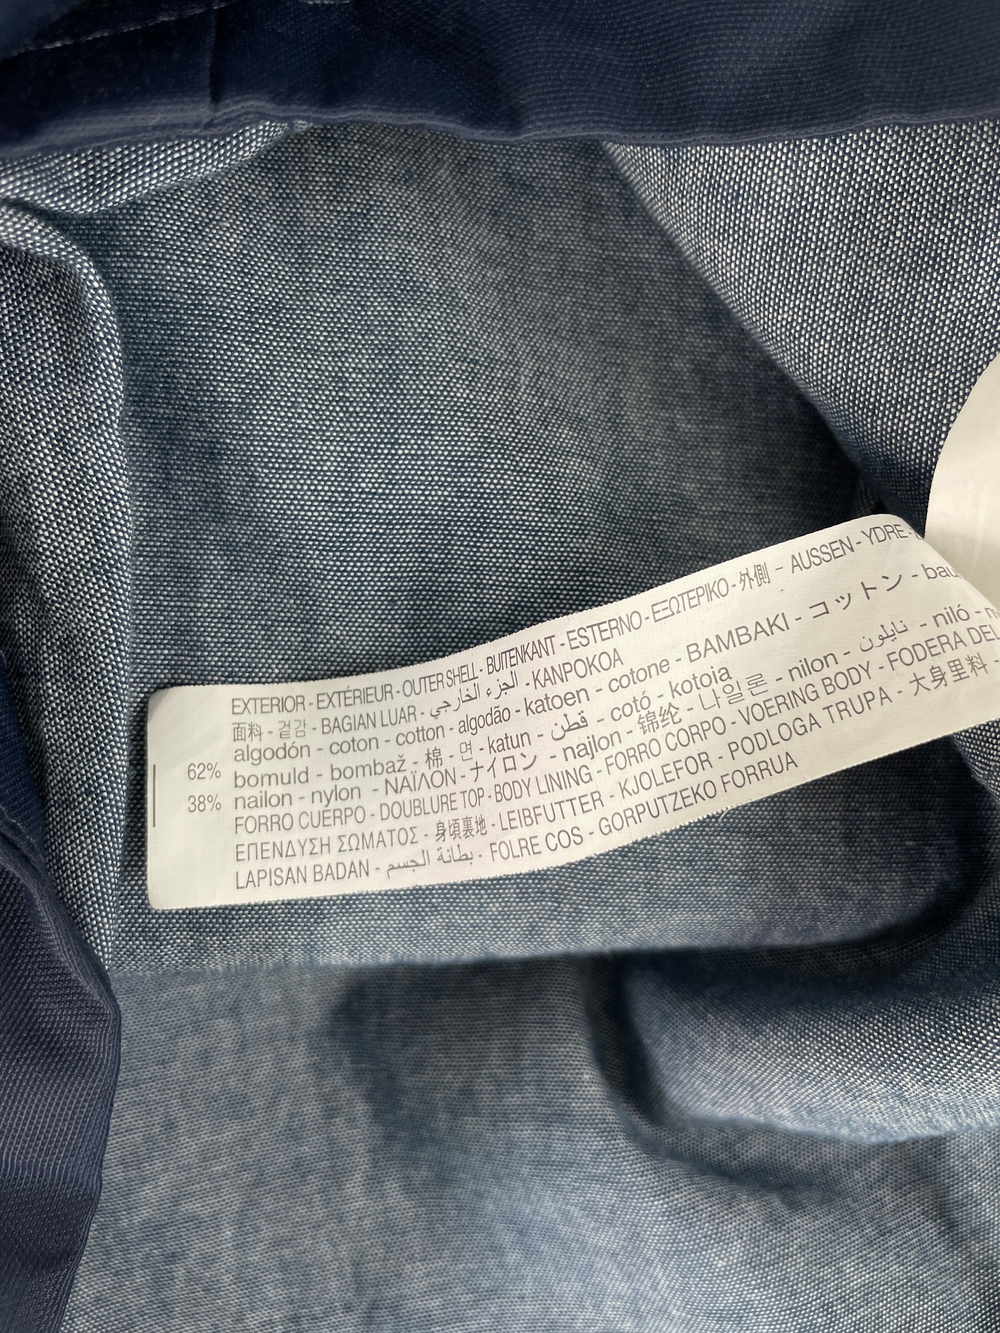 EXTERIOR - EXTÉRIEUR - OUTER SHELL - BUITENKANT - ESTERNO - ΕΞΩΤΕΡΙΚΟ - 外側 - AUSSEN - YDRE -
面料 - 겉감 - BAGIAN LUAR - الجزء الخارجي - KANPOKOA
62% algodón - coton - cotton - algodão - katoen - cotone - BAMBAKI - コットン -
bomuld - bombaž - 棉 - 면 - katun - قطن - cotó - kotoia
38% nailon - nylon - ΝΑΪΛΟΝ - ナイロン - najlon - 锦纶 - 나일론 - nilon - نايلون - niló -
FORRO CUERPO - DOUBLURE TOP - BODY LINING - FORRO CORPO - VOERING BODY - FODERA DEL
ΕΠΕΝΔΥΣΗ ΣΩΜΑΤΟΣ - 身頃裏地 - LEIBFUTTER - KJOLEFOR - PODLOGA TRUPA - 大身里料 -
LAPISAN BADAN - بطانة الجسم - FOLRE COS - GORPUTZEKO FORRUA